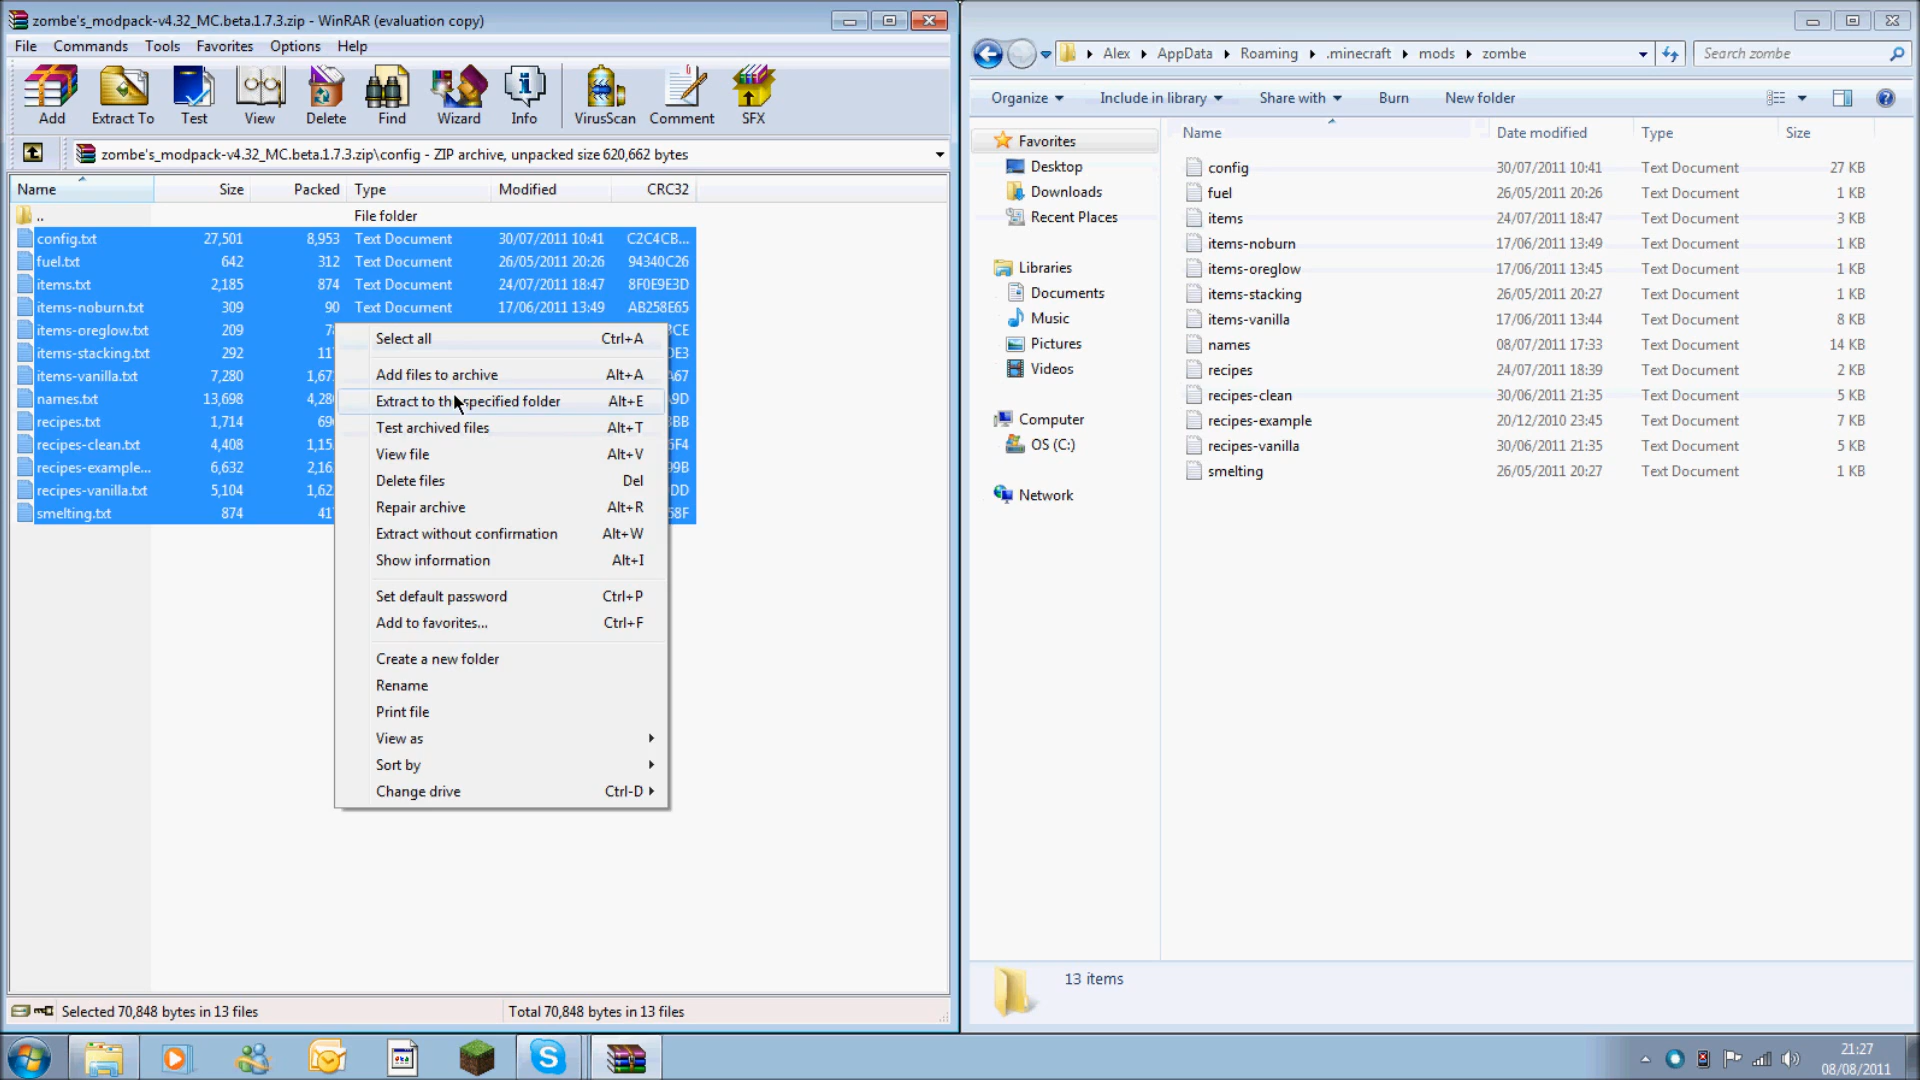 zombe's_modpack-v4.32_MC.beta.1.7.3.zip - WinRAR (evaluation copy)
File Commands Tools Favorites Options Help
Add Extract To Test View Delete Find Wizard Info VirusScan Comment SFX
zombe's_modpack-v4.32_MC.beta.1.7.3.zip\config - ZIP archive, unpacked size 620,662 bytes
Name Size Packed Type Modified CRC32
.. File folder
config.txt 27,501 8,953 Text Document 30/07/2011 10:41 C2C4CB...
fuel.txt 642 312 Text Document 26/05/2011 20:26 94340C26
items.txt 2,185 874 Text Document 24/07/2011 18:47 8F0E9E3D
items-noburn.txt 309 90 Text Document 17/06/2011 13:49 AB258E65
items-oreglow.txt 209
items-stacking.txt 292
items-vanilla.txt 7,280
names.txt 13,698
recipes.txt 1,714
recipes-clean.txt 4,408
recipes-example... 6,632
recipes-vanilla.txt 5,104
smelting.txt 874
Select all Ctrl+A
Add files to archive Alt+A
Extract to the specified folder Alt+E
Test archived files Alt+T
View file Alt+V
Delete files Del
Repair archive Alt+R
Extract without confirmation Alt+W
Show information Alt+I
Set default password Ctrl+P
Add to favorites... Ctrl+F
Create a new folder
Rename
Print file
View as
Sort by
Change drive Ctrl-D
Selected 70,848 bytes in 13 files Total 70,848 bytes in 13 files
Alex AppData Roaming .minecraft mods zombe Search zombe
Organize Include in library Share with Burn New folder
Favorites
Desktop
Downloads
Recent Places
Libraries
Documents
Music
Pictures
Videos
Computer
OS (C:)
Network
Name Date modified Type Size
config 30/07/2011 10:41 Text Document 27 KB
fuel 26/05/2011 20:26 Text Document 1 KB
items 24/07/2011 18:47 Text Document 3 KB
items-noburn 17/06/2011 13:49 Text Document 1 KB
items-oreglow 17/06/2011 13:45 Text Document 1 KB
items-stacking 26/05/2011 20:27 Text Document 1 KB
items-vanilla 17/06/2011 13:44 Text Document 8 KB
names 08/07/2011 17:33 Text Document 14 KB
recipes 24/07/2011 18:39 Text Document 2 KB
recipes-clean 30/06/2011 21:35 Text Document 5 KB
recipes-example 20/12/2010 23:45 Text Document 7 KB
recipes-vanilla 30/06/2011 21:35 Text Document 5 KB
smelting 26/05/2011 20:27 Text Document 1 KB
13 items
21:27
08/08/2011